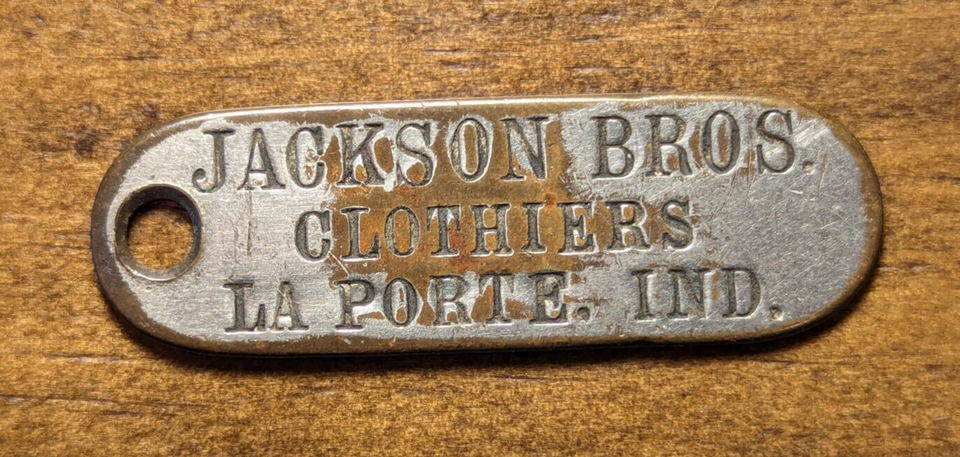 JACKSON BROS.
CLOTHIERS
LA PORTE. IND.